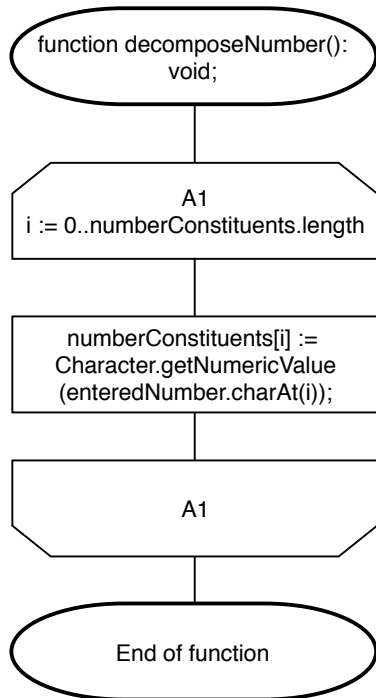 function decomposeNumber():
void;
A1
i := 0..numberConstituents.length
numberConstituents[i] :=
Character.getNumericValue
(enteredNumber.charAt(i));
A1
End of function